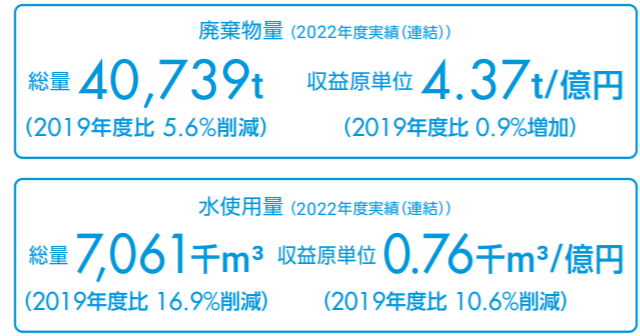 廃棄物量 (2022年度実績(連結))
総量 40,739t 収益原単位 4.37t/億円
(2019年度比 5.6%削減) (2019年度比 0.9%増加)
水使用量 (2022年度実績(連結))
総量 7,061千m³ 収益原単位 0.76千m³/億円
(2019年度比 16.9%削減) (2019年度比 10.6%削減)